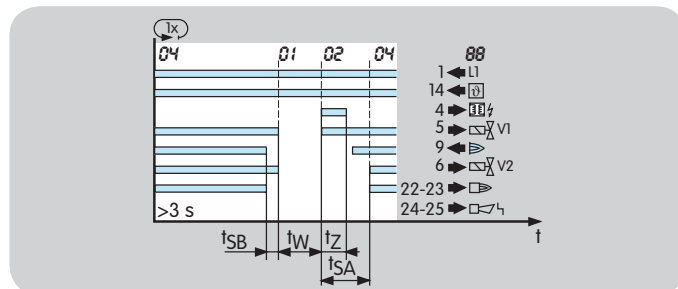 1x
04 01 02 04 88
1 L1
14 ϑ
4
5 V1
9
6 V2
22-23
24-25
>3 s
t
tSB tW tZ
tSA